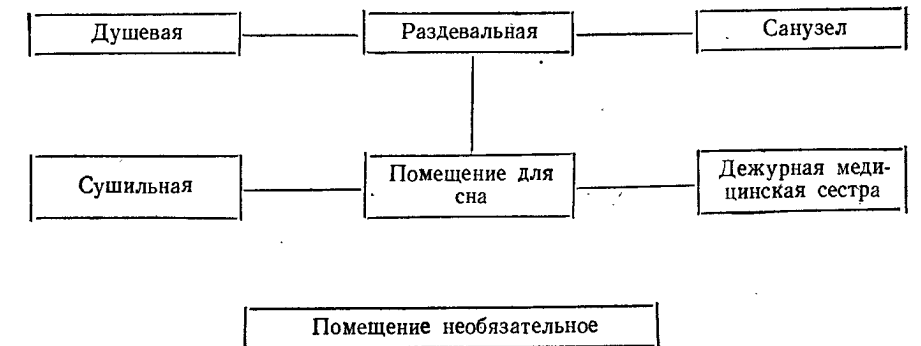 Душевая
Раздевальная
Санузел
Сушильная
Помещение для
сна
Дежурная меди-
цинская сестра
Помещение необязательное